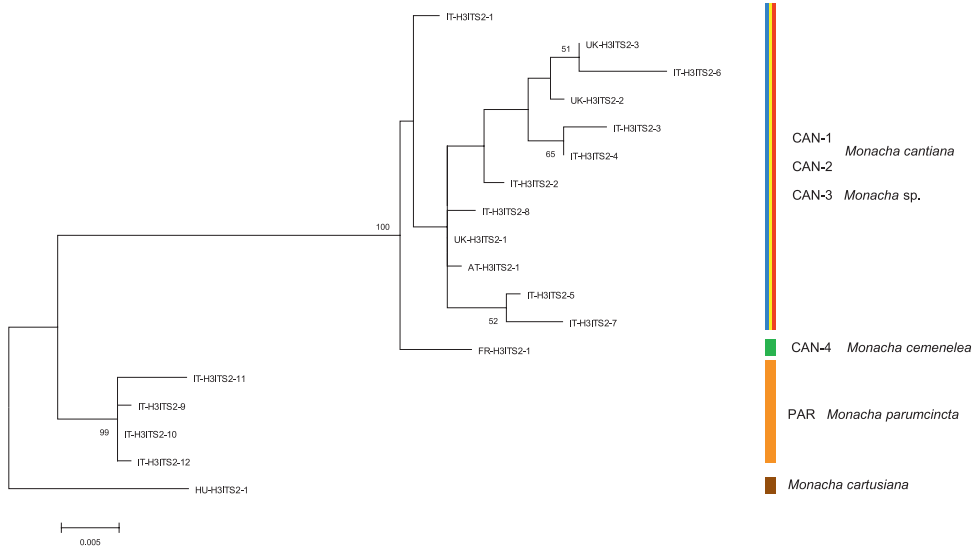 IT-H3ITS2-1
UK-H3ITS2-3
51
IT-H3ITS2-6
UK-H3ITS2-2
IT-H3ITS2-3
65
IT-H3ITS2-4
IT-H3ITS2-2
IT-H3ITS2-8
100
UK-H3ITS2-1
AT-H3ITS2-1
IT-H3ITS2-5
52
IT-H3ITS2-7
FR-H3ITS2-1
IT-H3ITS2-11
IT-H3ITS2-9
99
IT-H3ITS2-10
IT-H3ITS2-12
HU-H3ITS2-1
0.005
CAN-1
Monacha cantiana
CAN-2
CAN-3 Monacha sp.
CAN-4 Monacha cemenelea
PAR Monacha parumcincta
Monacha cartusiana